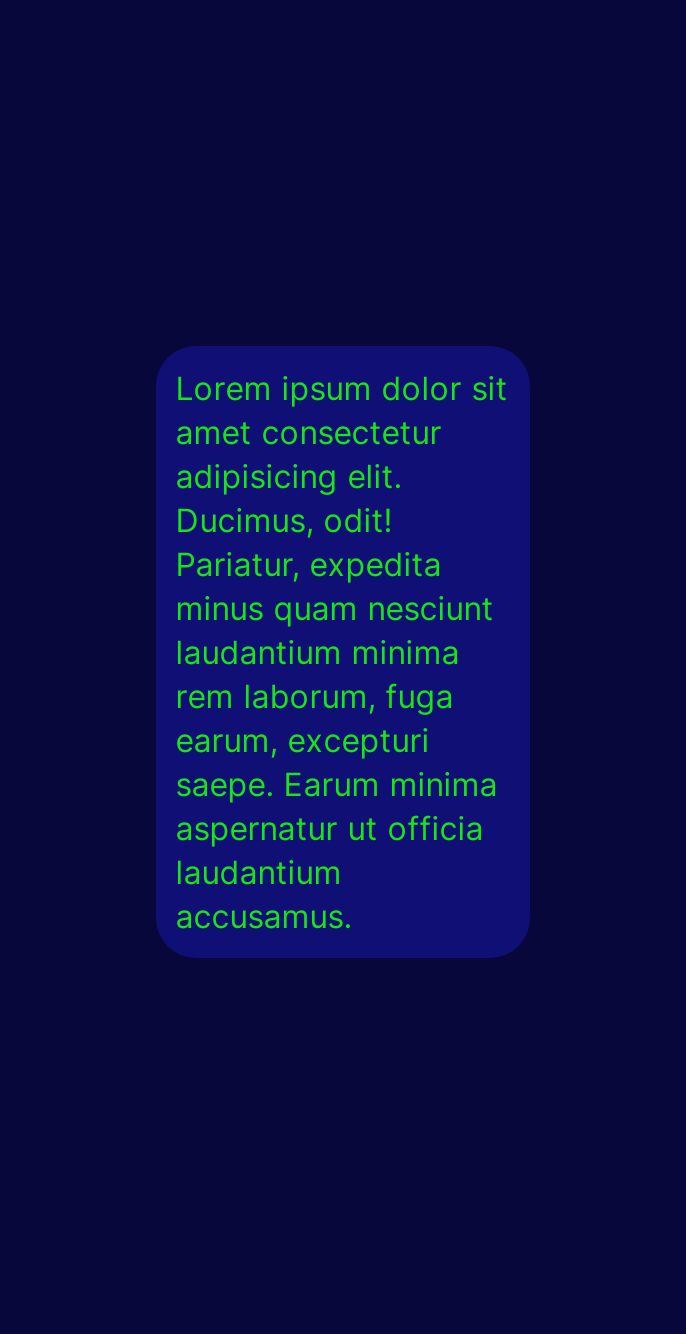 Lorem ipsum dolor sit
amet consectetur
adipisicing elit.
Ducimus, odit!
Pariatur, expedita
minus quam nesciunt
laudantium minima
rem laborum, fuga
earum, excepturi
saepe. Earum minima
aspernatur ut officia
laudantium
accusamus.